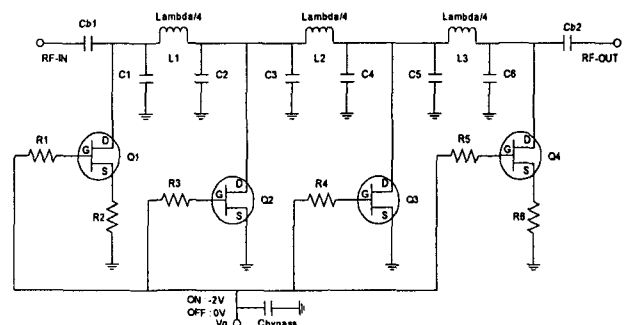 Cb1 Lambda/4 Lambda/4 Lambda/4 Cb2
RF-IN C1 L1 C2 C3 L2 C4 C5 L3 C6 RF-OUT
R1 G D S Q1
R3 G D S Q2
R4 G D S Q3
R5 G D S Q4
R2 R6
ON : -2V
OFF : 0V
Vg Cbypass